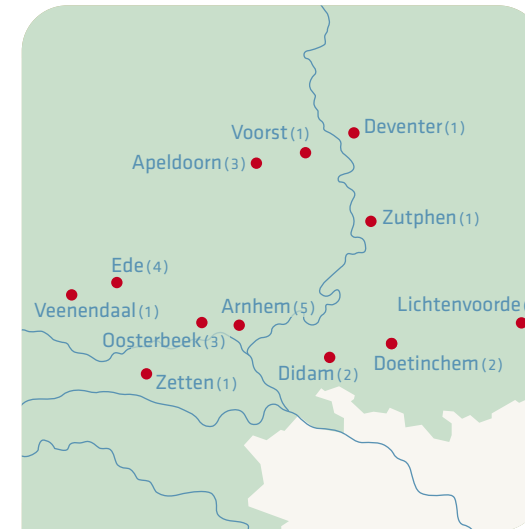 Voorst (1)
Deventer (1)
Apeldoorn (3)
Zutphen (1)
Ede (4)
Veenendaal (1)
Arnhem (5)
Lichtenvoorde (
Oosterbeek (3)
Doetinchem (2)
Didam (2)
Zetten (1)